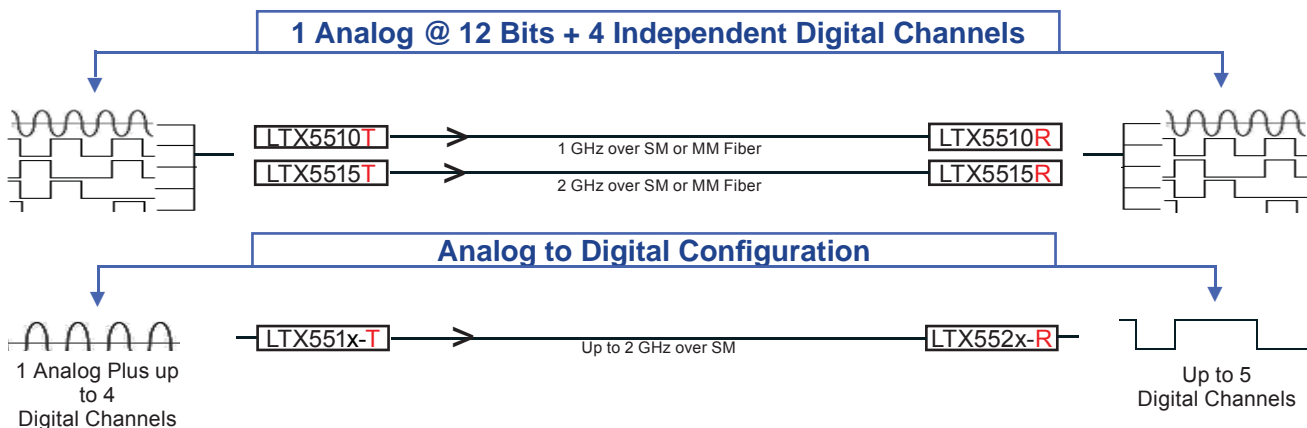 1 Analog @ 12 Bits + 4 Independent Digital Channels
LTX5510T
1 GHz over SM or MM Fiber
LTX5510R
LTX5515T
2 GHz over SM or MM Fiber
LTX5515R
Analog to Digital Configuration
LTX551x-T
Up to 2 GHz over SM
LTX552x-R
1 Analog Plus up
to 4
Digital Channels
Up to 5
Digital Channels